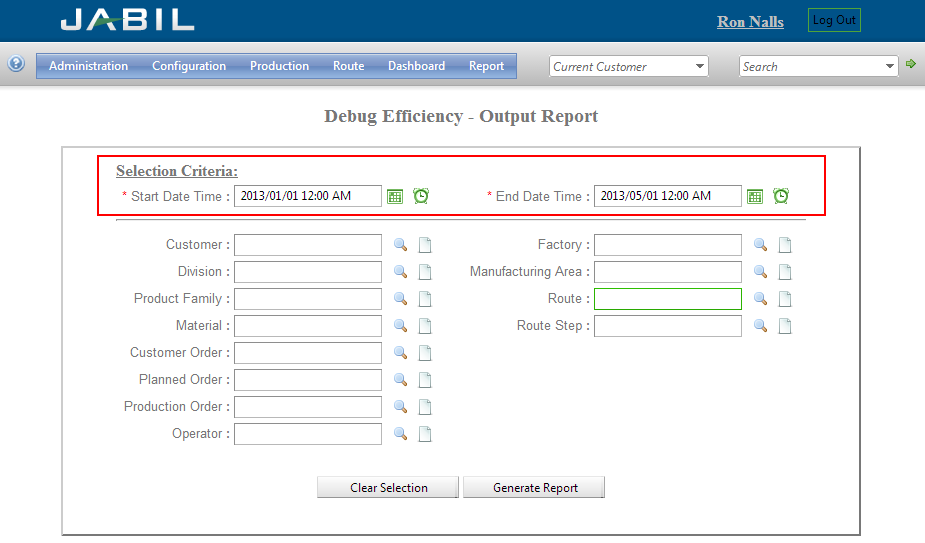 JABIL
Ron Nalls Log Out
Administration Configuration Production Route Dashboard Report Current Customer Search
Debug Efficiency - Output Report
Selection Criteria:
* Start Date Time : 2013/01/01 12:00 AM * End Date Time : 2013/05/01 12:00 AM
Customer : Factory :
Division : Manufacturing Area :
Product Family : Route :
Material : Route Step :
Customer Order :
Planned Order :
Production Order :
Operator :
Clear Selection Generate Report